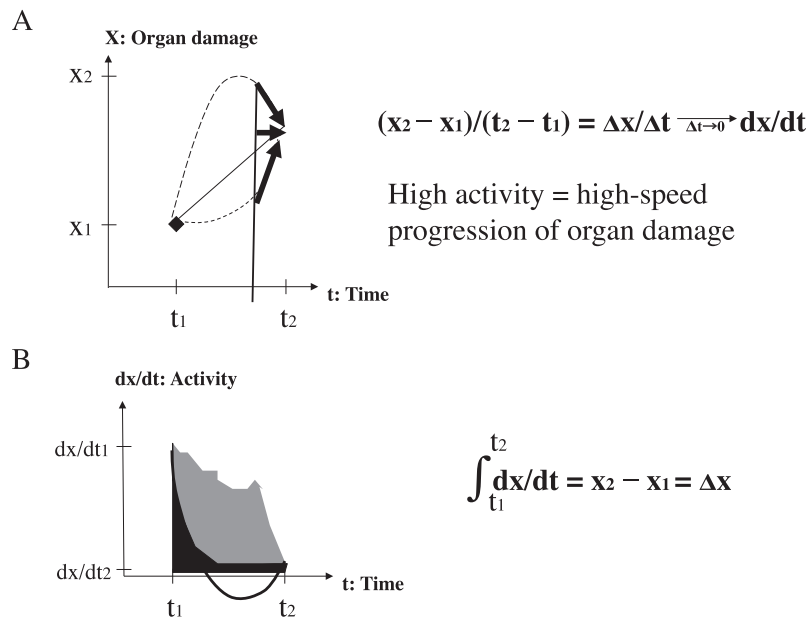 A
X: Organ damage
X2
X1
t1
t2
t: Time
(x2 – x1)/(t2 – t1) = Δx/Δt Δt→0 dx/dt
High activity = high-speed
progression of organ damage
B
dx/dt: Activity
dx/dt1
dx/dt2
t1
t2
t: Time
∫t1t2 dx/dt = x2 – x1 = Δx